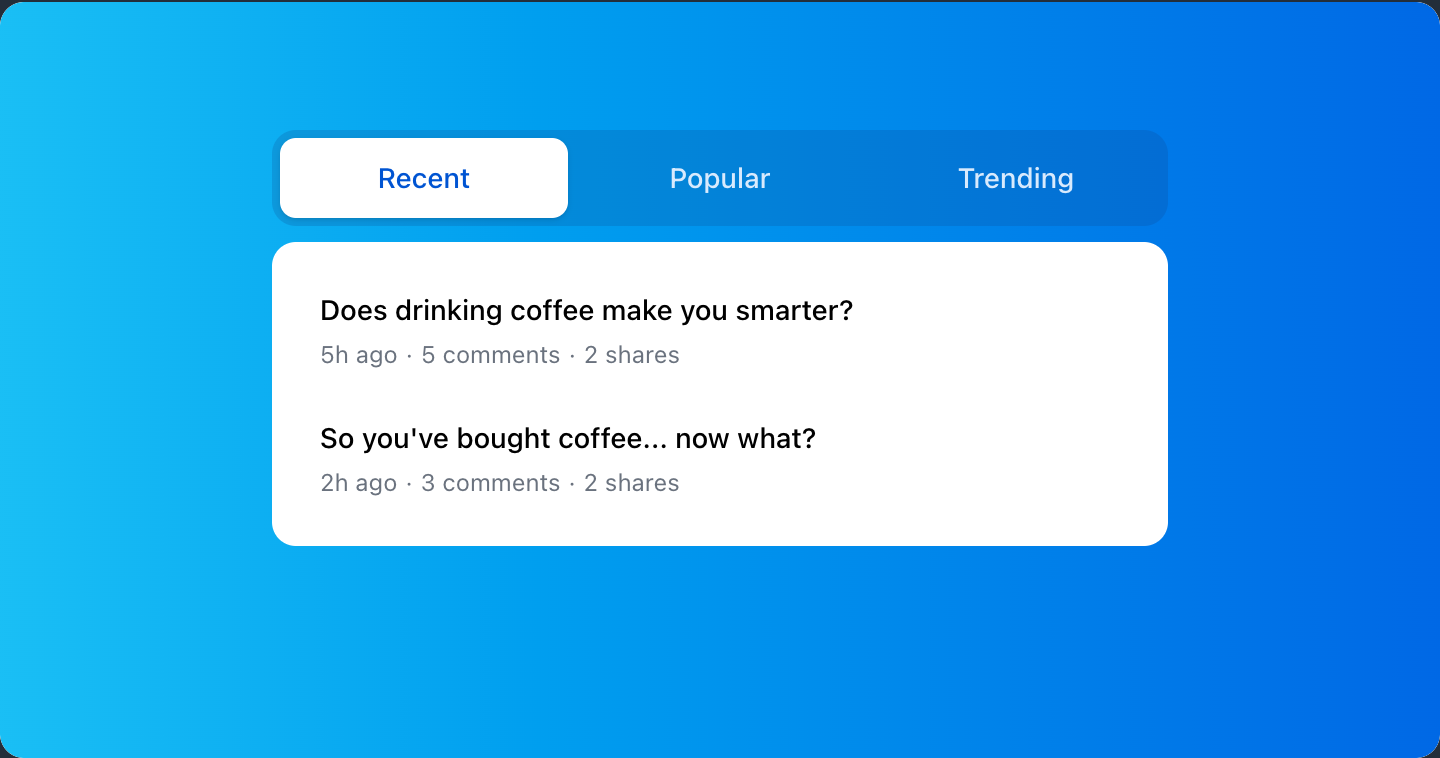 Recent Popular Trending
Does drinking coffee make you smarter?
5h ago · 5 comments · 2 shares
So you've bought coffee... now what?
2h ago · 3 comments · 2 shares